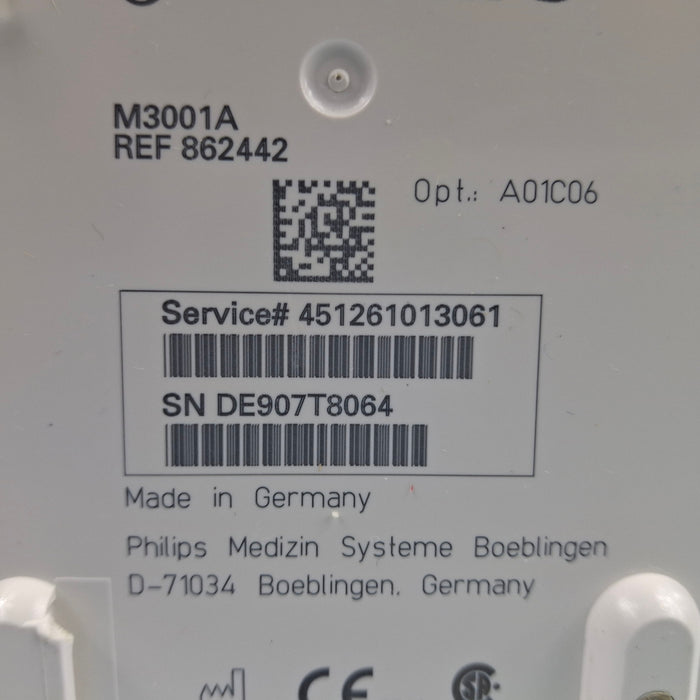 M3001A
REF 862442
Opt.: A01C06
Service# 451261013061
SN DE907T8064
Made in Germany
Philips Medizin Systeme Boeblingen
D-71034 Boeblingen. Germany
CE